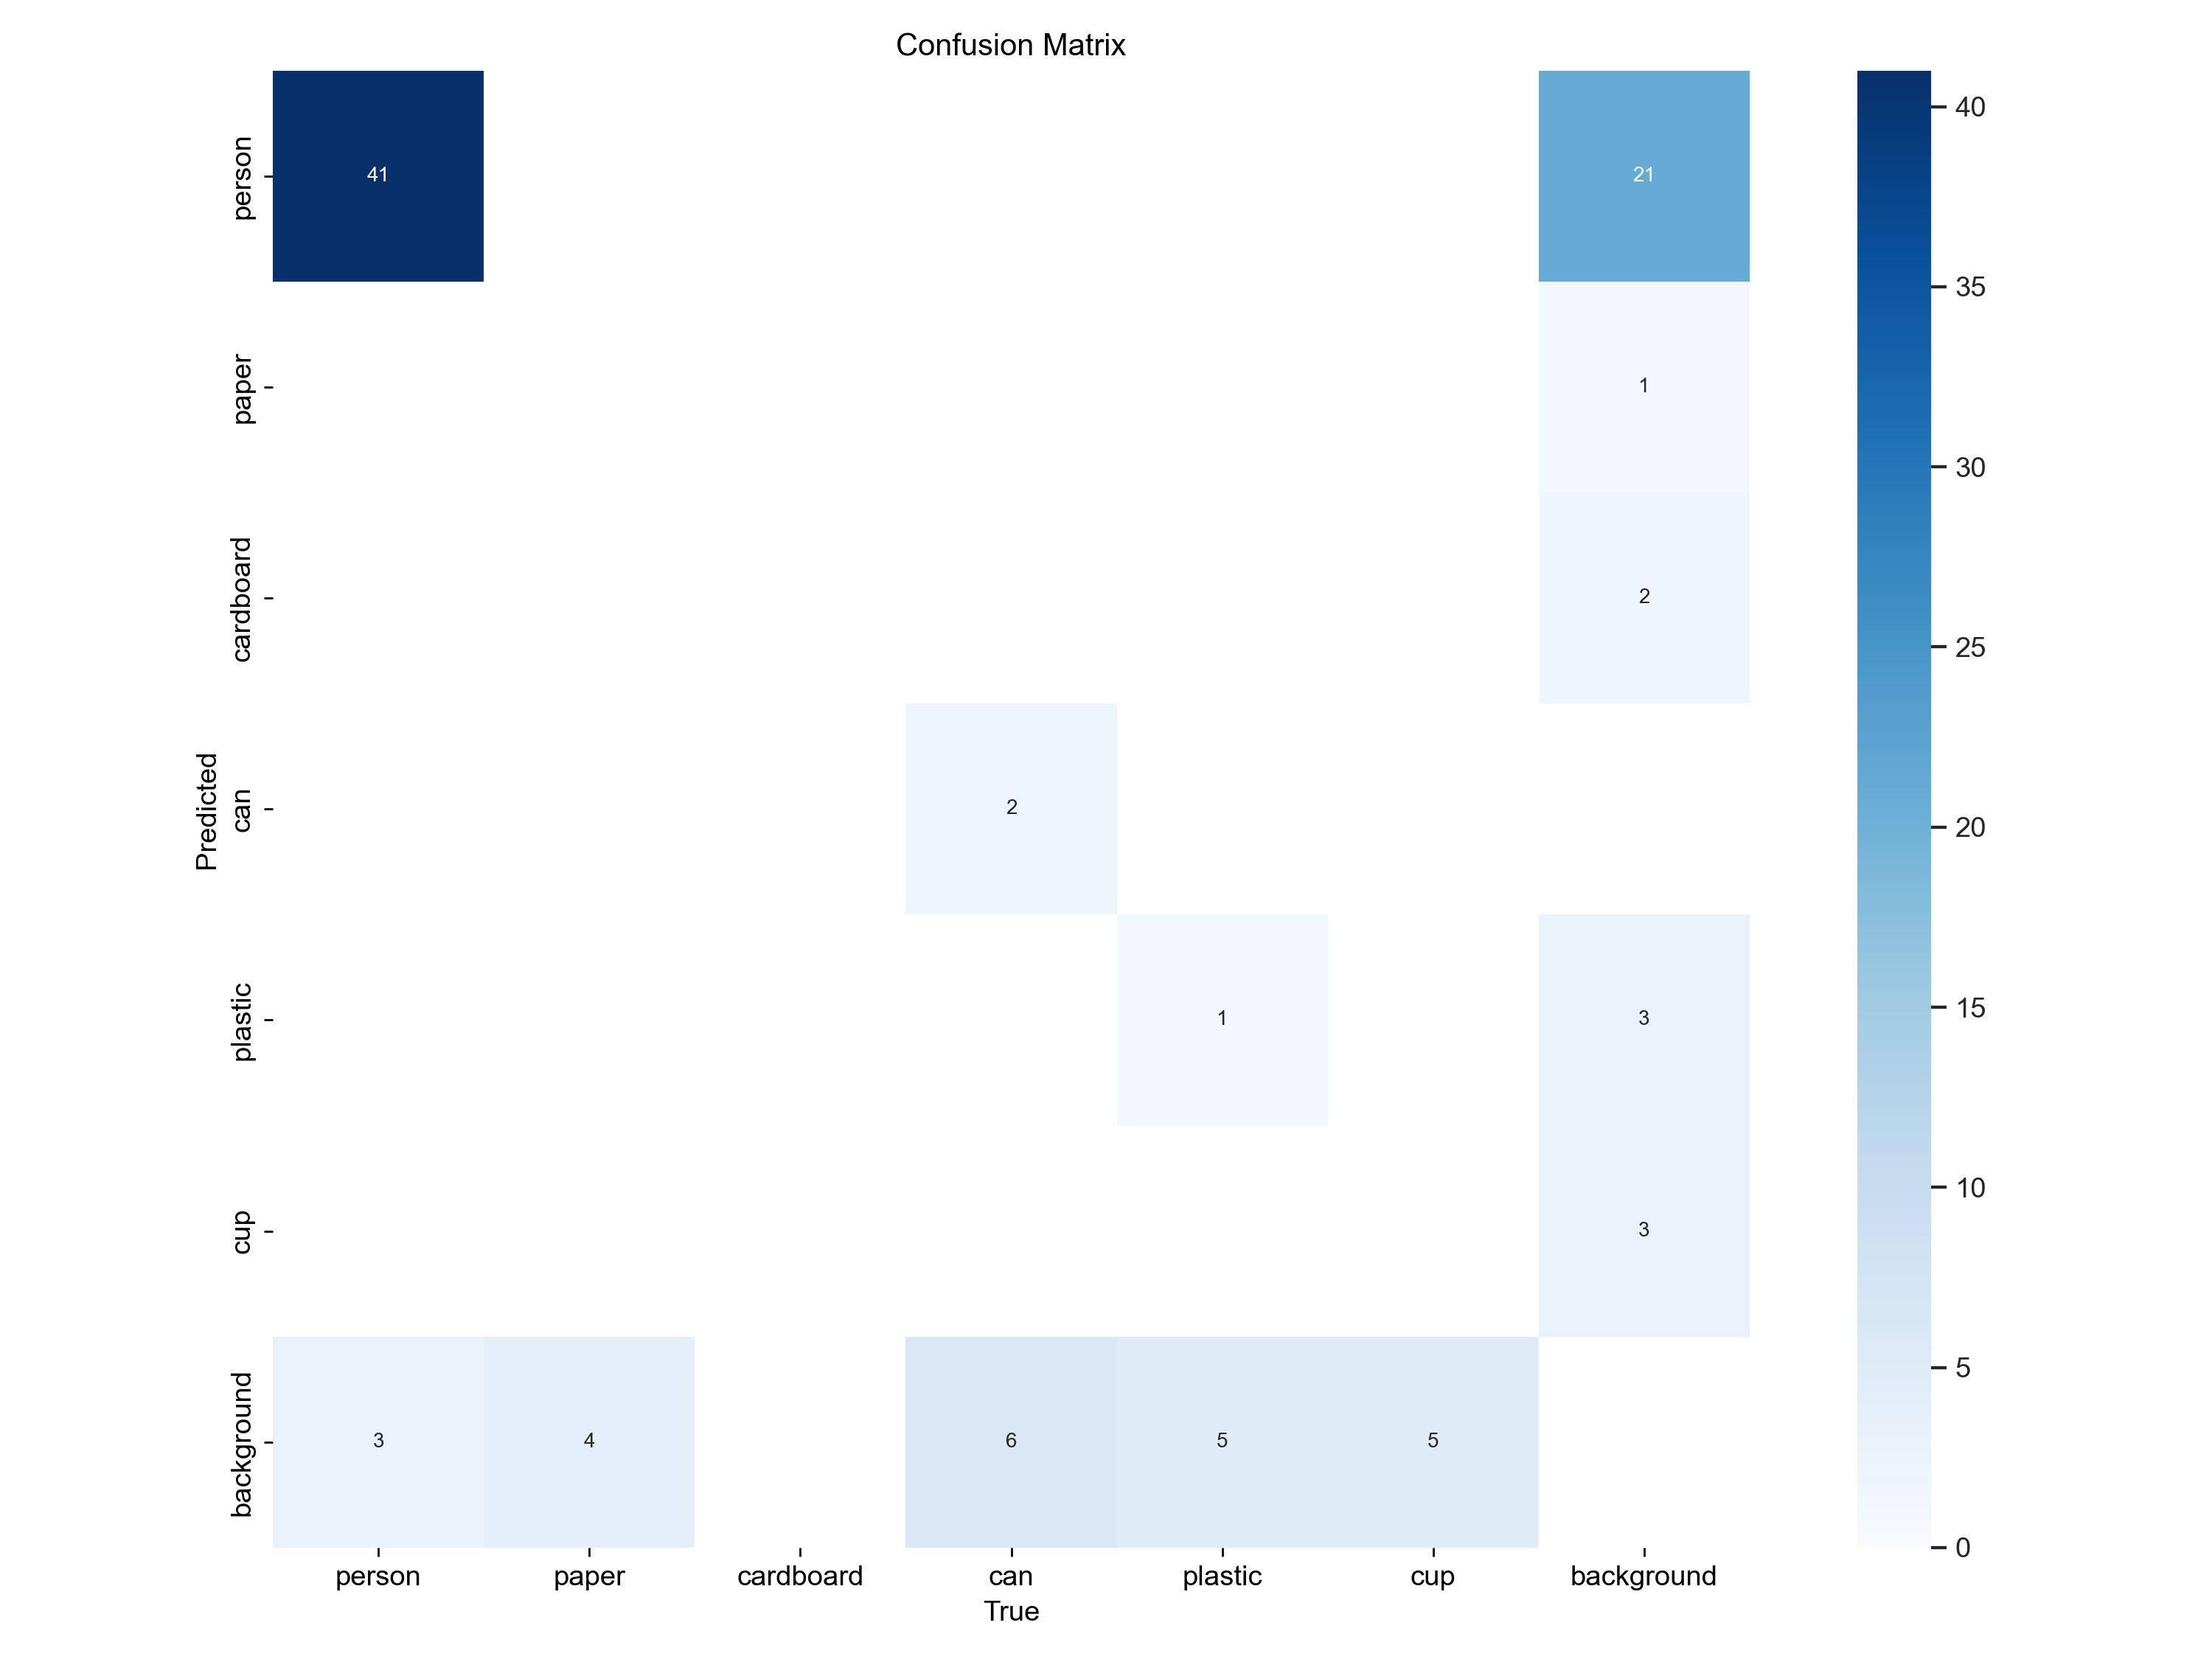 Confusion Matrix
person
41
21
40
35
paper
1
30
cardboard
2
25
Predicted
can
2
20
plastic
1
3
15
cup
3
10
background
3
4
6
5
5
5
0
person
paper
cardboard
can
plastic
cup
background
True